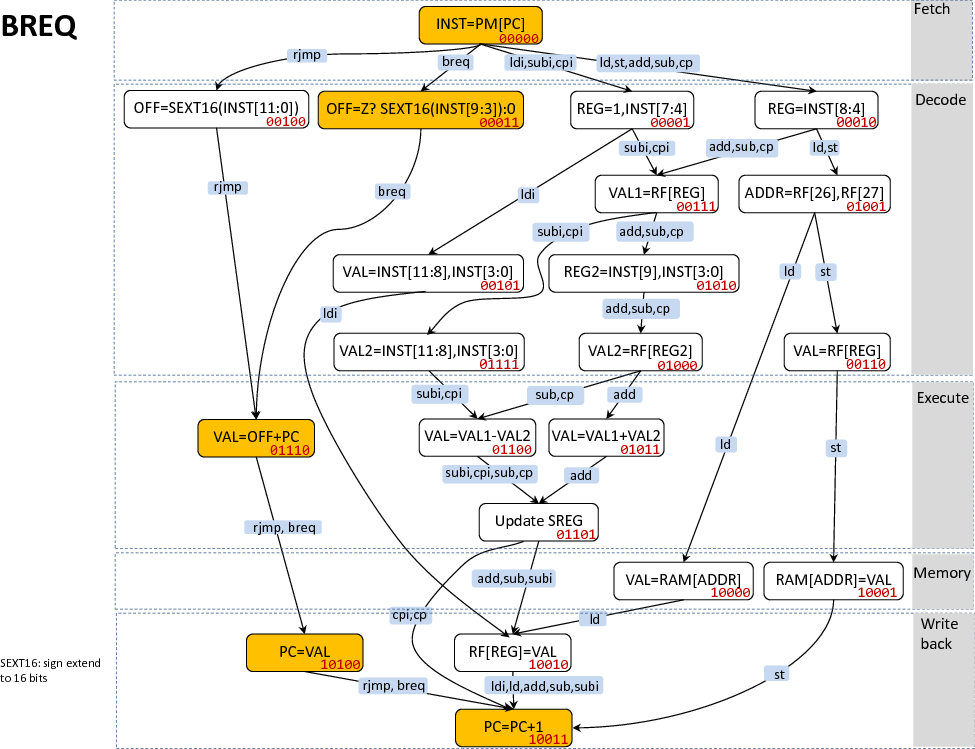 BREQ
INST=PM[PC]
00000
Fetch
rjmp
breq
ldi,subi,cpi
ld,st,add,sub,cp
Decode
OFF=SEXT16(INST[11:0])
00100
OFF=Z? SEXT16(INST[9:3]):0
00011
REG=1,INST[7:4]
00001
REG=INST[8:4]
00010
subi,cpi
add,sub,cp
ld,st
rjmp
breq
ldi
VAL1=RF[REG]
00111
ADDR=RF[26],RF[27]
01001
subi,cpi
add,sub,cp
VAL=INST[11:8],INST[3:0]
00101
REG2=INST[9],INST[3:0]
01010
ld
st
ldi
add,sub,cp
VAL2=INST[11:8],INST[3:0]
01111
VAL2=RF[REG2]
01000
VAL=RF[REG]
00110
Execute
subi,cpi
sub,cp
add
VAL=OFF+PC
01110
VAL=VAL1-VAL2
01100
VAL=VAL1+VAL2
01011
ld
st
subi,cpi,sub,cp
add
Update SREG
01101
rjmp, breq
Memory
add,sub,subi
VAL=RAM[ADDR]
10000
RAM[ADDR]=VAL
10001
cpi,cp
ld
Write
back
PC=VAL
10100
RF[REG]=VAL
10010
SEXT16: sign extend
to 16 bits
rjmp, breq
ldi,ld,add,sub,subi
st
PC=PC+1
10011